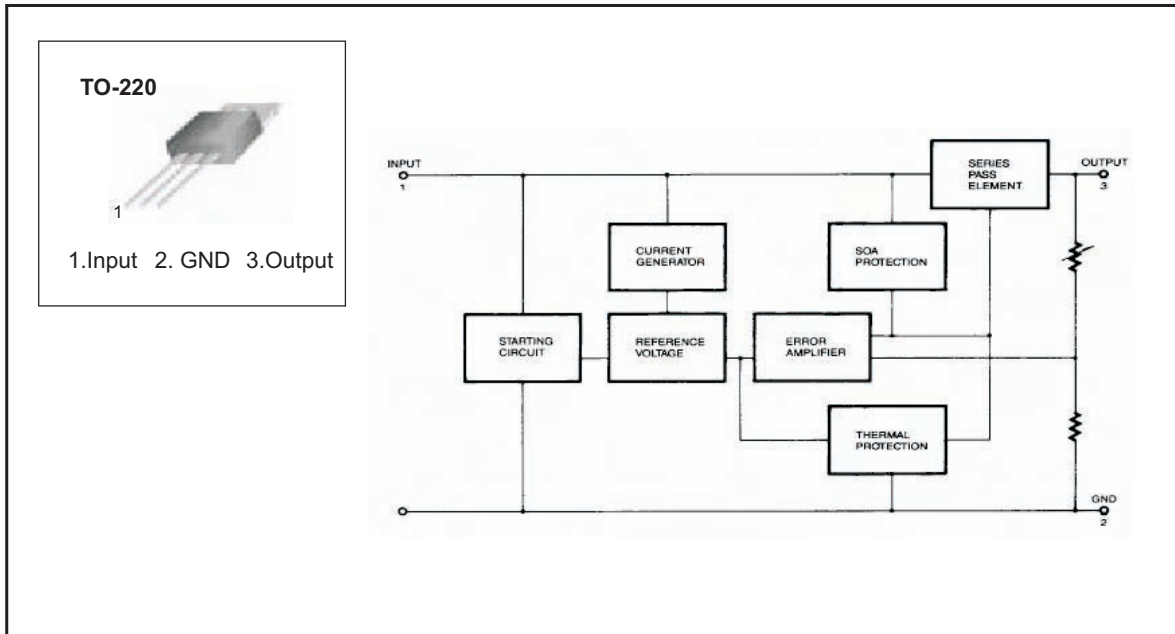 TO-220
1
1.Input 2. GND 3.Output
INPUT
1
SERIES
PASS
ELEMENT
OUTPUT
3
CURRENT
GENERATOR
SOA
PROTECTION
STARTING
CIRCUIT
REFERENCE
VOLTAGE
ERROR
AMPLIFIER
THERMAL
PROTECTION
GND
2